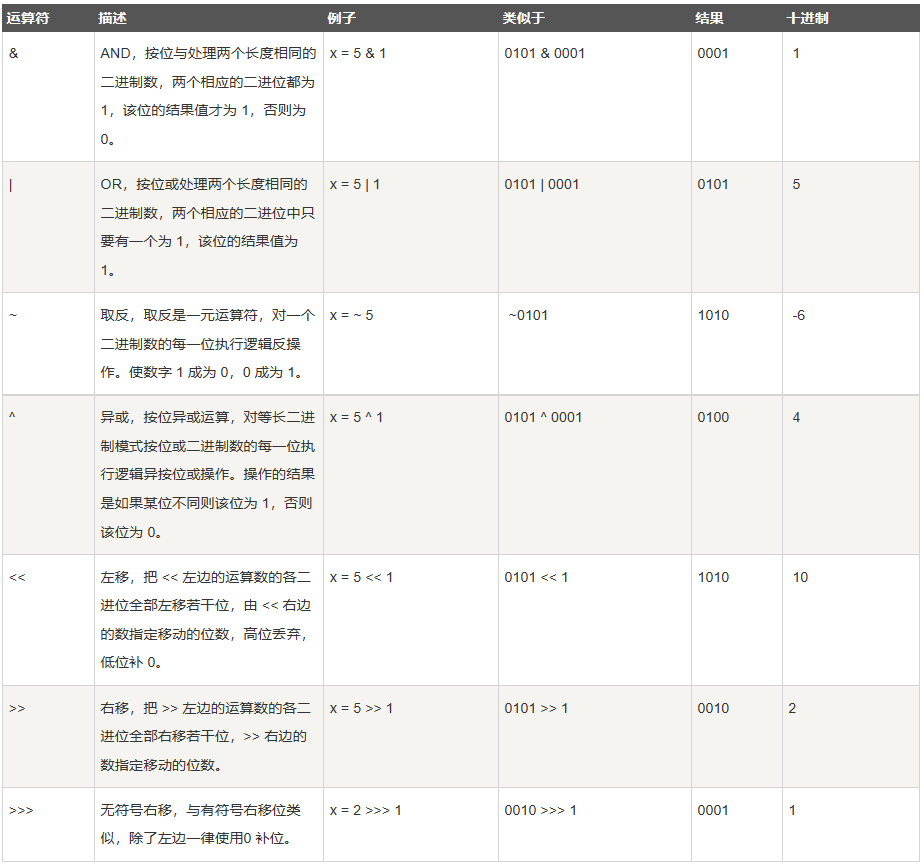 运算符 描述 例子 类似于 结果 十进制
& AND，按位与处理两个长度相同的 x = 5 & 1 0101 & 0001 0001 1
二进制数，两个相应的二进位都为
1，该位的结果值才为 1，否则为
0。
| OR，按位或处理两个长度相同的 x = 5 | 1 0101 | 0001 0101 5
二进制数，两个相应的二进位中只
要有一个为 1，该位的结果值为
1。
~ 取反，取反是一元运算符，对一个 x = ~ 5 ~0101 1010 -6
二进制数的每一位执行逻辑反操
作。使数字 1 成为 0，0 成为 1。
^ 异或，按位异或运算，对等长二进 x = 5 ^ 1 0101 ^ 0001 0100 4
制模式按位或二进制数的每一位执
行逻辑异按位或操作。操作的结果
是如果某位不同则该位为 1，否则
该位为 0。
<< 左移，把 << 左边的运算数的各二 x = 5 << 1 0101 << 1 1010 10
进位全部左移若干位，由 << 右边
的数指定移动的位数，高位丢弃，
低位补 0。
>> 右移，把 >> 左边的运算数的各二 x = 5 >> 1 0101 >> 1 0010 2
进位全部右移若干位，>> 右边的
数指定移动的位数。
>>> 无符号右移，与有符号右移位类 x = 2 >>> 1 0010 >>> 1 0001 1
似，除了左边一律使用0 补位。